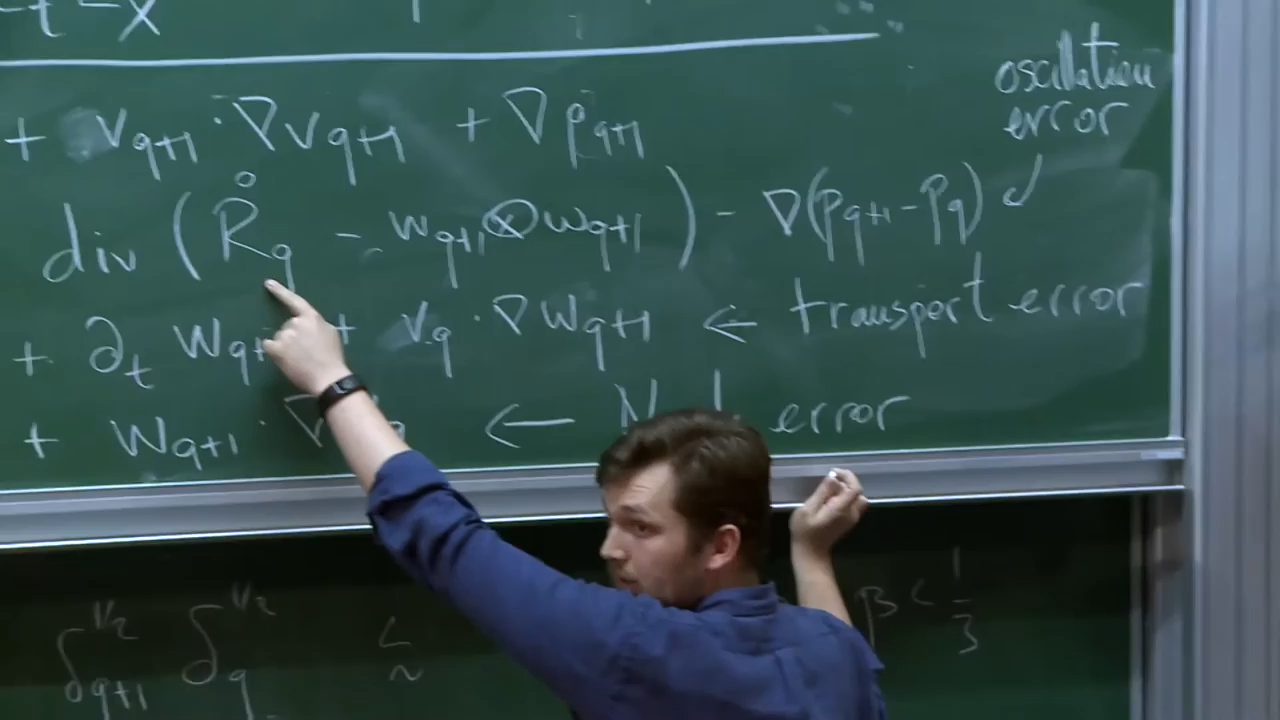 -t -x
+ v_{q+1} · ∇v_{q+1} + ∇p_{q+1}
oscillation
error
div (R̊_q - w_{q+1} ⊗ w_{q+1}) - ∇(p_{q+1} - p_q) ↙
+ ∂_t w_{q+1} + v_q · ∇w_{q+1} ← transport error
+ w_{q+1} · ∇ ← error
δ_{q+1}^{1/2} δ_q^{1/2} ≲
β < 1/3